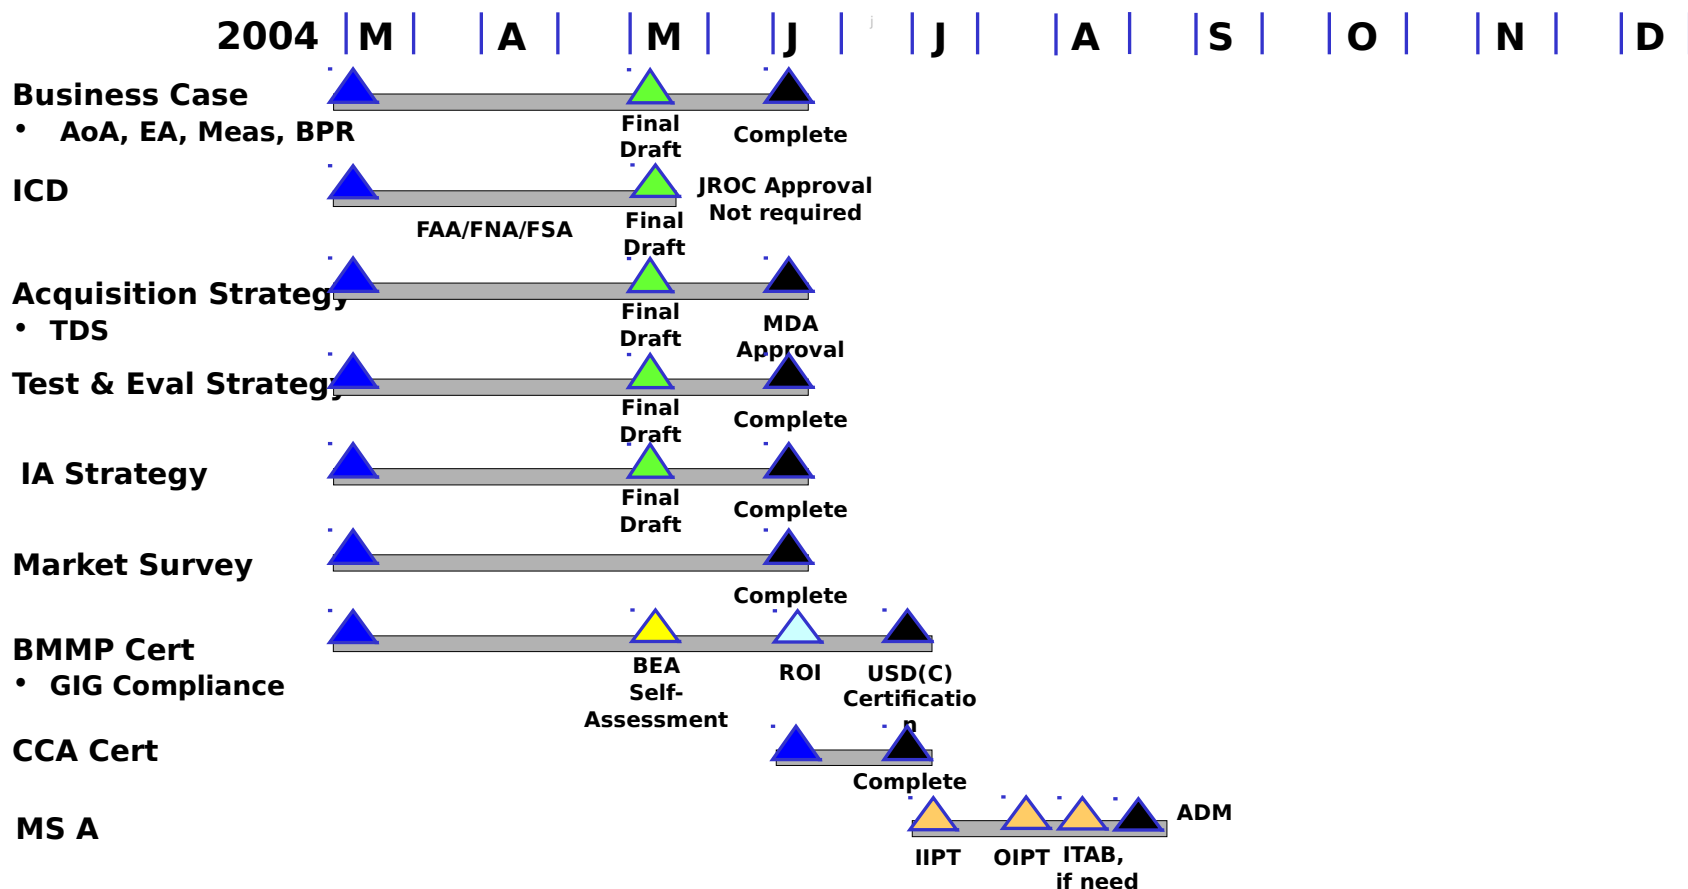 2004 M A M J j J A S O N D
Business Case
• AoA, EA, Meas, BPR
Final
Draft
Complete
ICD
FAA/FNA/FSA
Final
Draft
JROC Approval
Not required
Acquisition Strategy
• TDS
Final
Draft
MDA
Approval
Test & Eval Strategy
Final
Draft
Complete
IA Strategy
Final
Draft
Complete
Market Survey
Complete
BMMP Cert
• GIG Compliance
BEA
Self-
Assessment
ROI
USD(C)
Certificatio
n
CCA Cert
Complete
MS A
ADM
IIPT
OIPT
ITAB,
if need